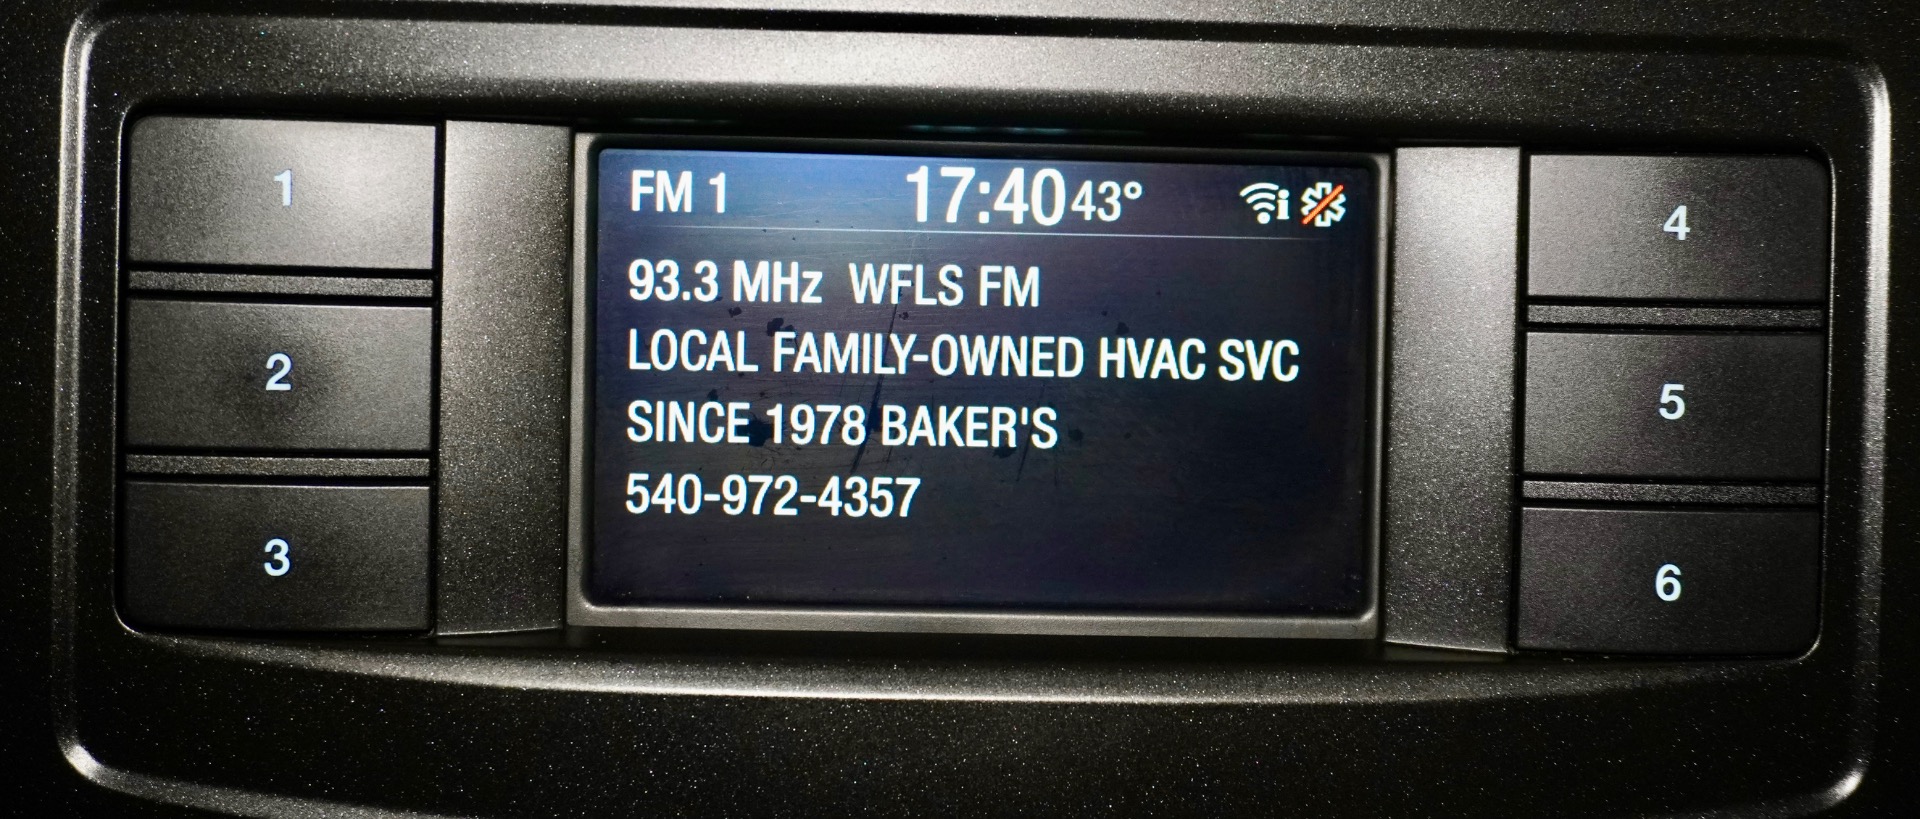 FM 1 17:40 43°
93.3 MHz WFLS FM
LOCAL FAMILY-OWNED HVAC SVC
SINCE 1978 BAKER'S
540-972-4357
1
2
3
4
5
6